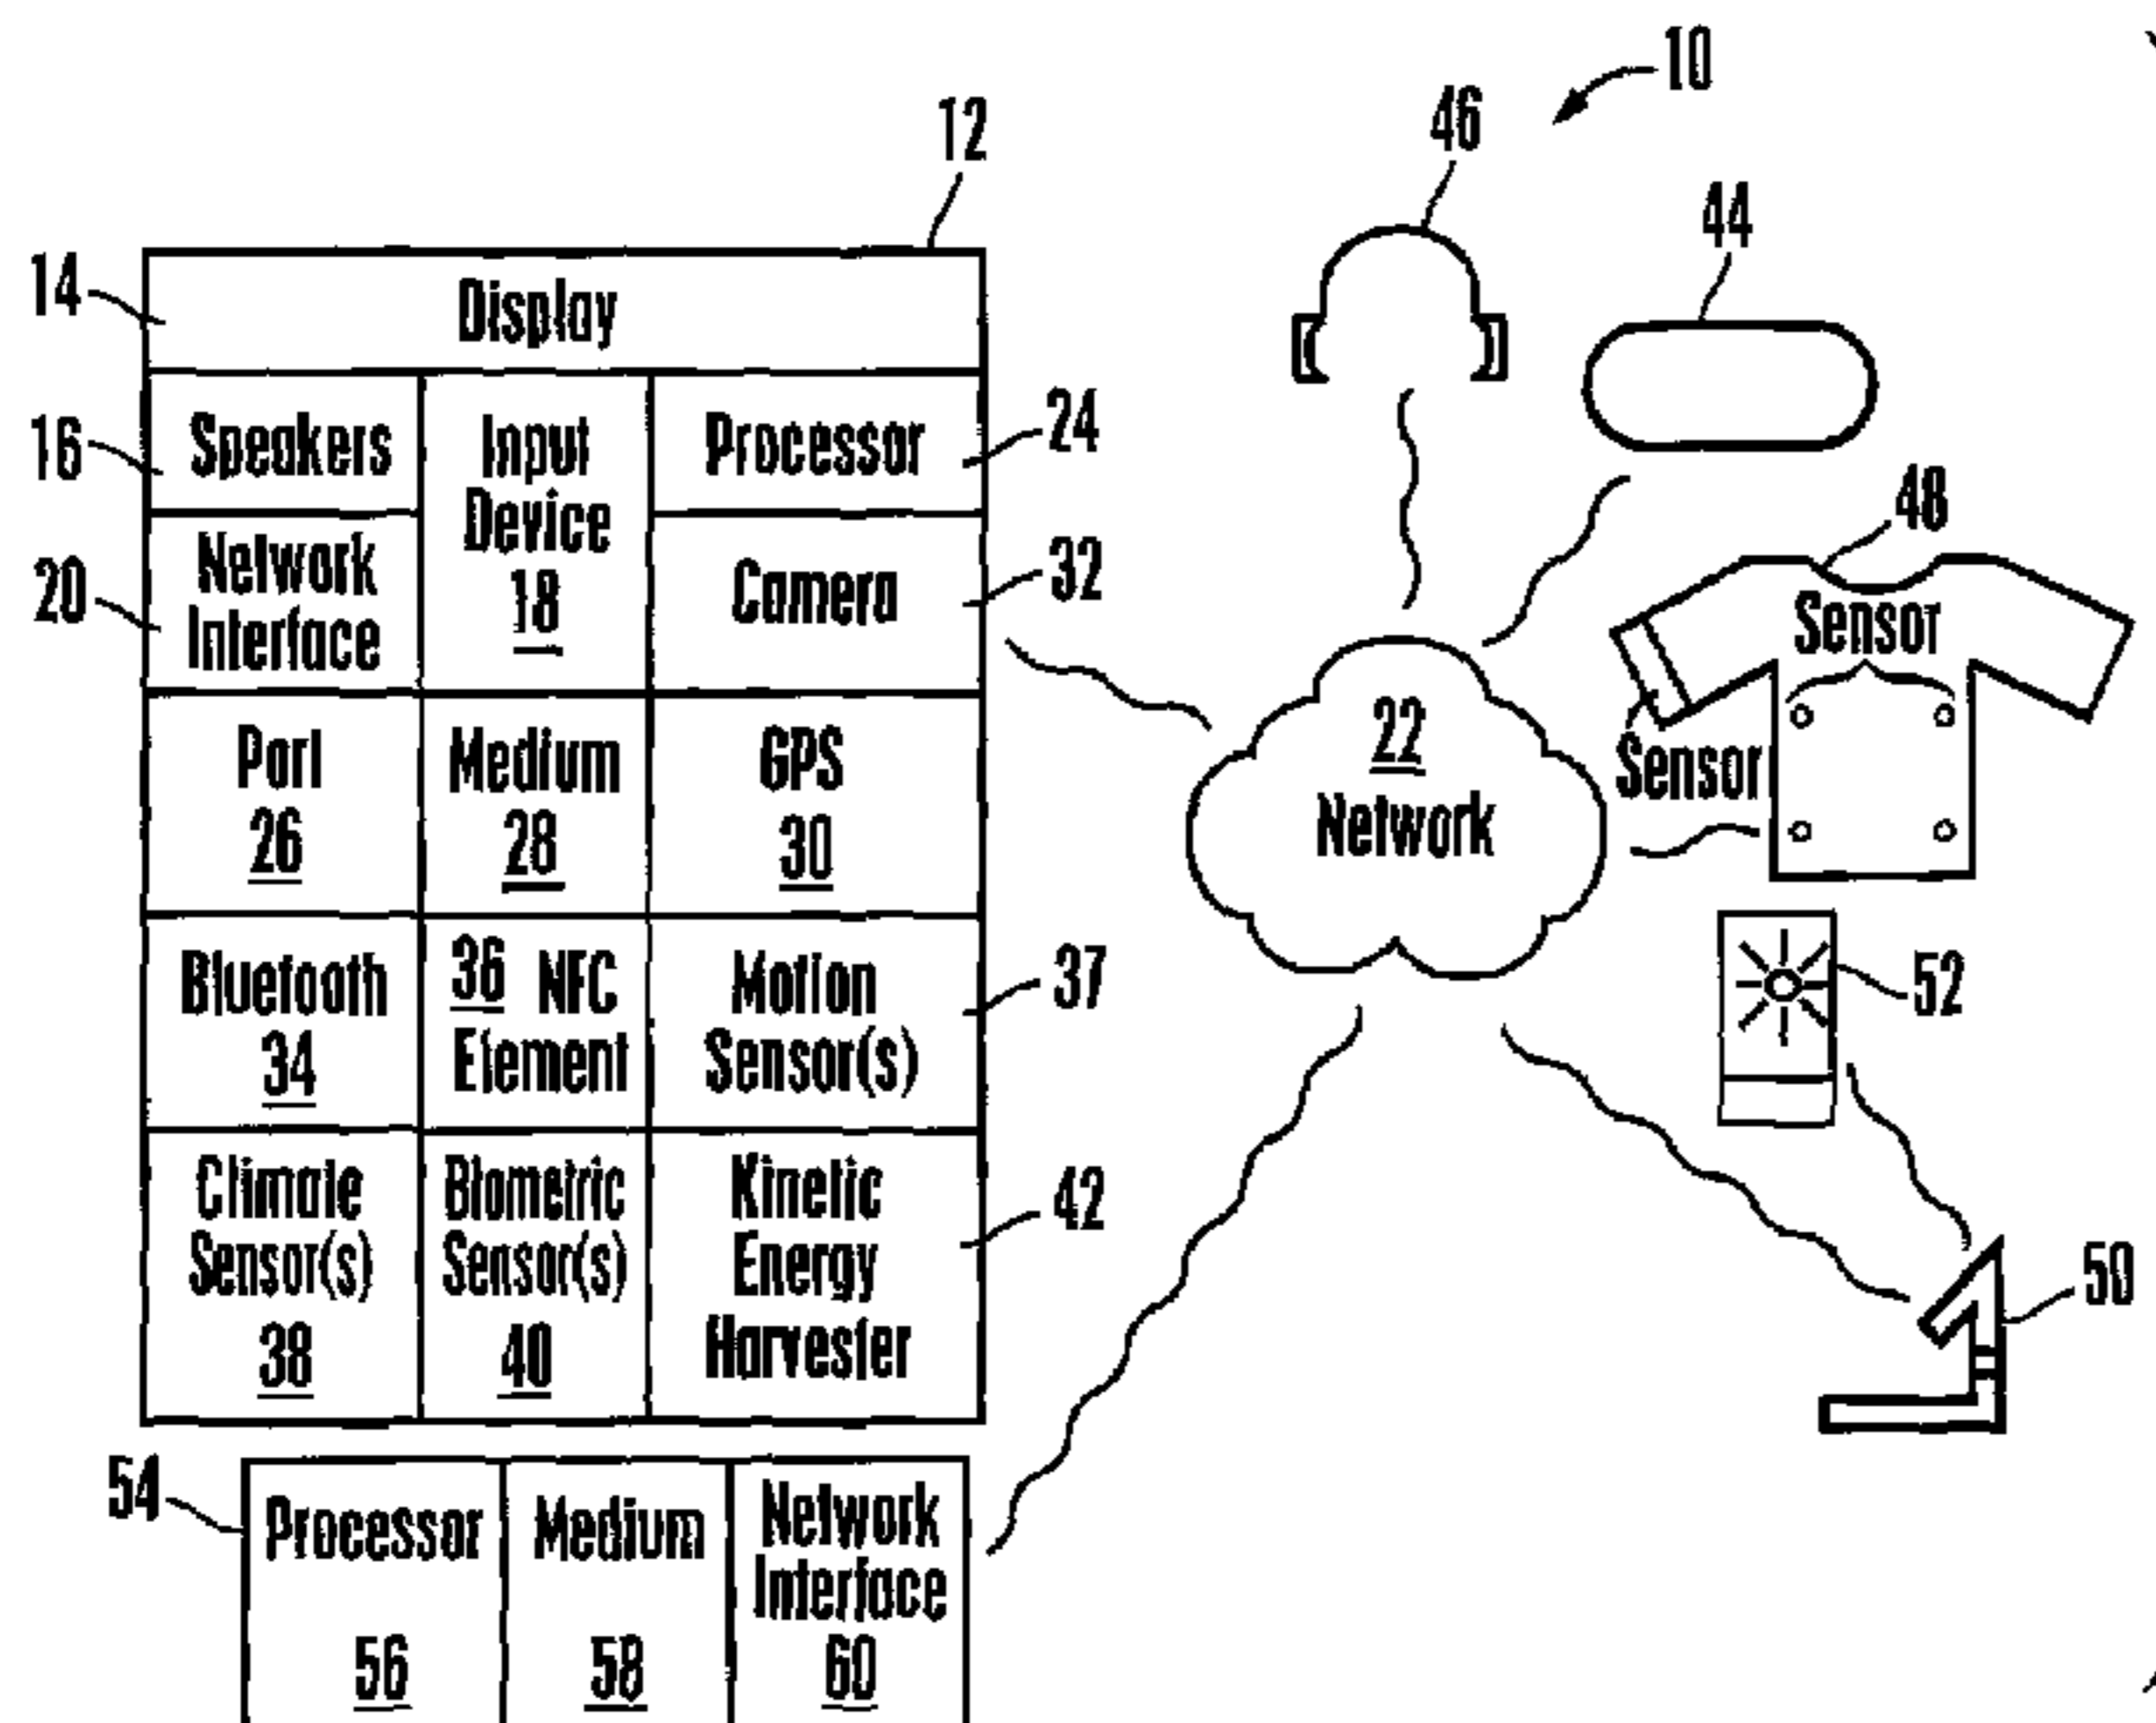 10
46
12
44
14
Display
16
Speakers
Input
Device
18
Processor
24
48
20
Network
Interface
Camera
32
Sensor
Sensor
22
Network
Port
26
Medium
28
GPS
30
Bluetooth
34
36 NFC
Element
Motion
Sensor(s)
37
52
Climate
Sensor(s)
38
Biometric
Sensor(s)
40
Kinetic
Energy
Harvester
42
50
54
Processor
56
Medium
58
Network
Interface
60